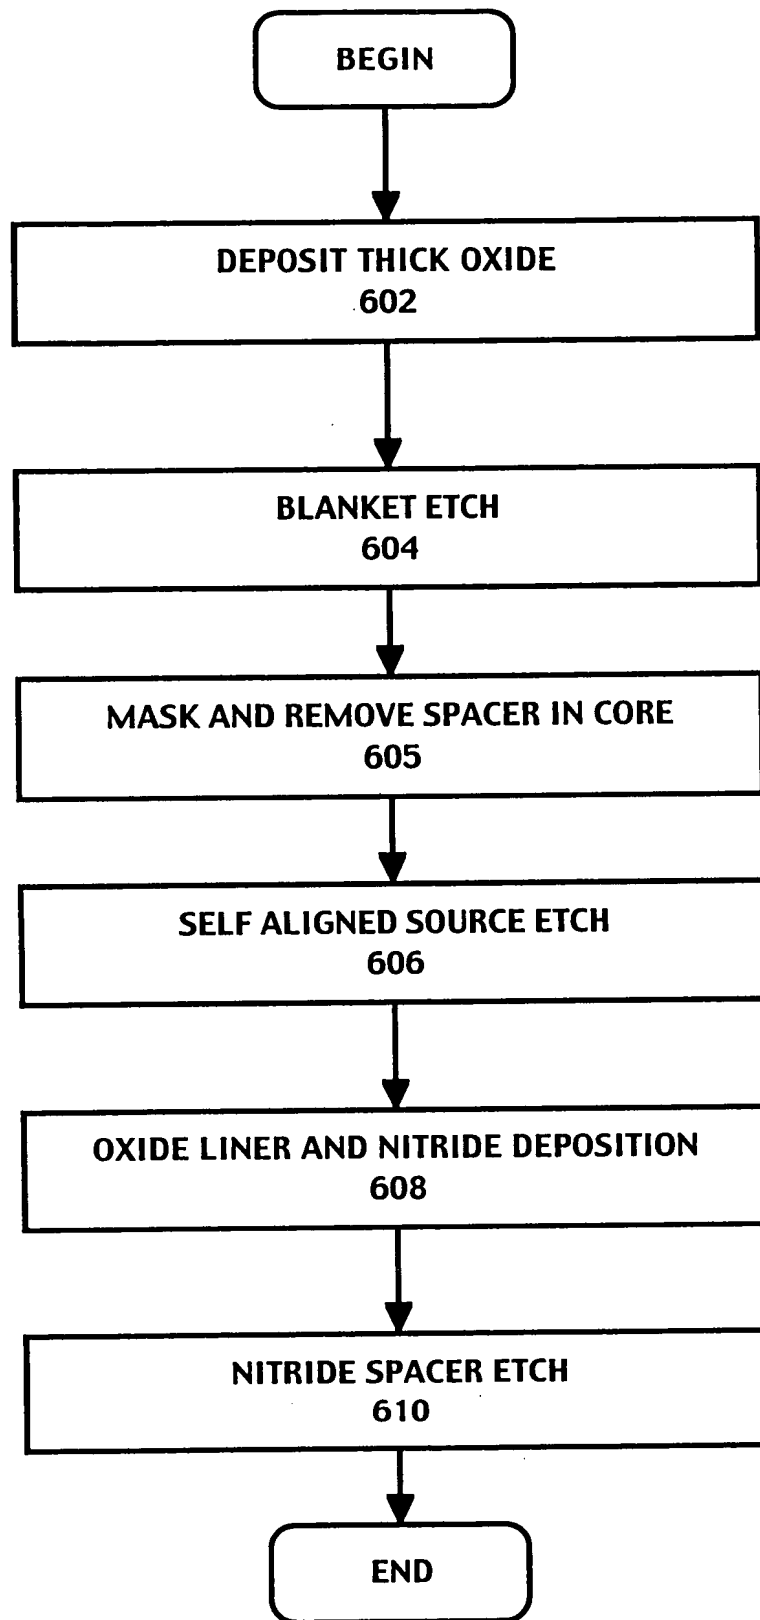 BEGIN
DEPOSIT THICK OXIDE
602
BLANKET ETCH
604
MASK AND REMOVE SPACER IN CORE
605
SELF ALIGNED SOURCE ETCH
606
OXIDE LINER AND NITRIDE DEPOSITION
608
NITRIDE SPACER ETCH
610
END